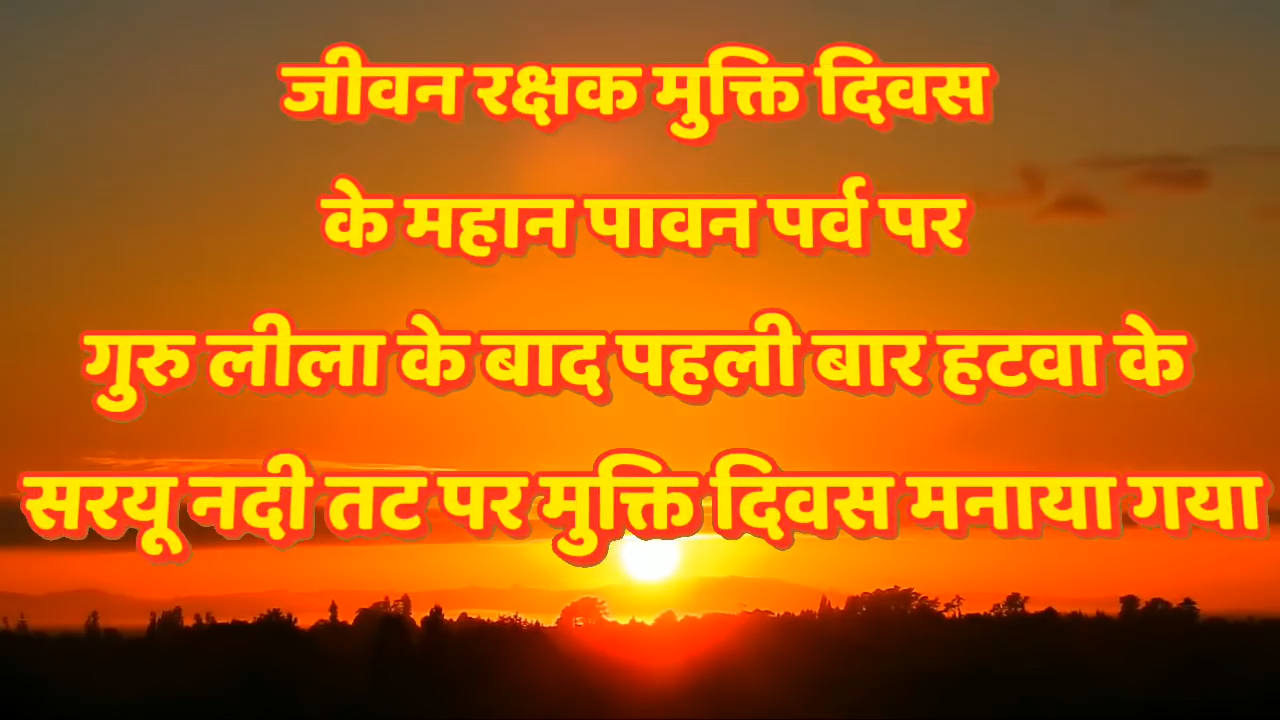 जीवन रक्षक मुक्ति दिवस
के महान पावन पर्व पर
गुरु लीला के बाद पहली बार हटवा के
सरयू नदी तट पर मुक्ति दिवस मनाया गया